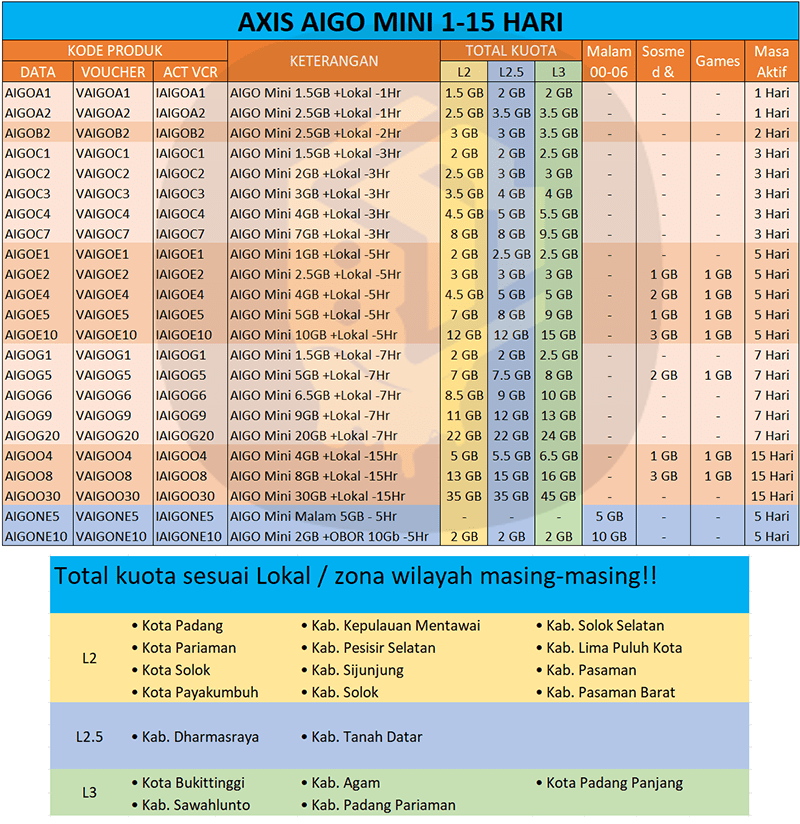 AXIS AIGO MINI 1-15 HARI
KODE PRODUK KETERANGAN TOTAL KUOTA Malam 00-06 Sosmed & Games Masa Aktif
DATA VOUCHER ACT VCR L2 L2.5 L3
AIGOA1 VAIGOA1 IAIGOA1 AIGO Mini 1.5GB +Lokal -1Hr 1.5 GB 2 GB 2 GB - - - 1 Hari
AIGOA2 VAIGOA2 IAIGOA2 AIGO Mini 2.5GB +Lokal -1Hr 2.5 GB 3.5 GB 3.5 GB - - - 1 Hari
AIGOB2 VAIGOB2 IAIGOB2 AIGO Mini 2.5GB +Lokal -2Hr 3 GB 3 GB 3.5 GB - - - 2 Hari
AIGOC1 VAIGOC1 IAIGOC1 AIGO Mini 1.5GB +Lokal -3Hr 2 GB 2 GB 2.5 GB - - - 3 Hari
AIGOC2 VAIGOC2 IAIGOC2 AIGO Mini 2GB +Lokal -3Hr 2.5 GB 3 GB 3 GB - - - 3 Hari
AIGOC3 VAIGOC3 IAIGOC3 AIGO Mini 3GB +Lokal -3Hr 3.5 GB 4 GB 4 GB - - - 3 Hari
AIGOC4 VAIGOC4 IAIGOC4 AIGO Mini 4GB +Lokal -3Hr 4.5 GB 5 GB 5.5 GB - - - 3 Hari
AIGOC7 VAIGOC7 IAIGOC7 AIGO Mini 7GB +Lokal -3Hr 8 GB 8 GB 9.5 GB - - - 3 Hari
AIGOE1 VAIGOE1 IAIGOE1 AIGO Mini 1GB +Lokal -5Hr 2 GB 2.5 GB 2.5 GB - - - 5 Hari
AIGOE2 VAIGOE2 IAIGOE2 AIGO Mini 2.5GB +Lokal -5Hr 3 GB 3 GB 3 GB - 1 GB 1 GB 5 Hari
AIGOE4 VAIGOE4 IAIGOE4 AIGO Mini 4GB +Lokal -5Hr 4.5 GB 5 GB 5 GB - 2 GB 1 GB 5 Hari
AIGOE5 VAIGOE5 IAIGOE5 AIGO Mini 5GB +Lokal -5Hr 7 GB 8 GB 9 GB - 1 GB 1 GB 5 Hari
AIGOE10 VAIGOE10 IAIGOE10 AIGO Mini 10GB +Lokal -5Hr 12 GB 12 GB 15 GB - 3 GB 1 GB 5 Hari
AIGOG1 VAIGOG1 IAIGOG1 AIGO Mini 1.5GB +Lokal -7Hr 2 GB 2 GB 2.5 GB - - - 7 Hari
AIGOG5 VAIGOG5 IAIGOG5 AIGO Mini 5GB +Lokal -7Hr 7 GB 7.5 GB 8 GB - 2 GB 1 GB 7 Hari
AIGOG6 VAIGOG6 IAIGOG6 AIGO Mini 6.5GB +Lokal -7Hr 8.5 GB 9 GB 10 GB - - - 7 Hari
AIGOG9 VAIGOG9 IAIGOG9 AIGO Mini 9GB +Lokal -7Hr 11 GB 12 GB 13 GB - - - 7 Hari
AIGOG20 VAIGOG20 IAIGOG20 AIGO Mini 20GB +Lokal -7Hr 22 GB 22 GB 24 GB - - - 7 Hari
AIGOO4 VAIGOO4 IAIGOO4 AIGO Mini 4GB +Lokal -15Hr 5 GB 5.5 GB 6.5 GB - 1 GB 1 GB 15 Hari
AIGOO8 VAIGOO8 IAIGOO8 AIGO Mini 8GB +Lokal -15Hr 13 GB 15 GB 16 GB - 3 GB 1 GB 15 Hari
AIGOO30 VAIGOO30 IAIGOO30 AIGO Mini 30GB +Lokal -15Hr 35 GB 35 GB 45 GB - - - 15 Hari
AIGONE5 VAIGONE5 IAIGONE5 AIGO Mini Malam 5GB - 5Hr - - - 5 GB - - 5 Hari
AIGONE10 VAIGONE10 IAIGONE10 AIGO Mini 2GB +OBOR 10Gb -5Hr 2 GB 2 GB 2 GB 10 GB - - 5 Hari
Total kuota sesuai Lokal / zona wilayah masing-masing!!
L2
• Kota Padang • Kab. Kepulauan Mentawai • Kab. Solok Selatan
• Kota Pariaman • Kab. Pesisir Selatan • Kab. Lima Puluh Kota
• Kota Solok • Kab. Sijunjung • Kab. Pasaman
• Kota Payakumbuh • Kab. Solok • Kab. Pasaman Barat
L2.5 • Kab. Dharmasraya • Kab. Tanah Datar
L3
• Kota Bukittinggi • Kab. Agam • Kota Padang Panjang
• Kab. Sawahlunto • Kab. Padang Pariaman